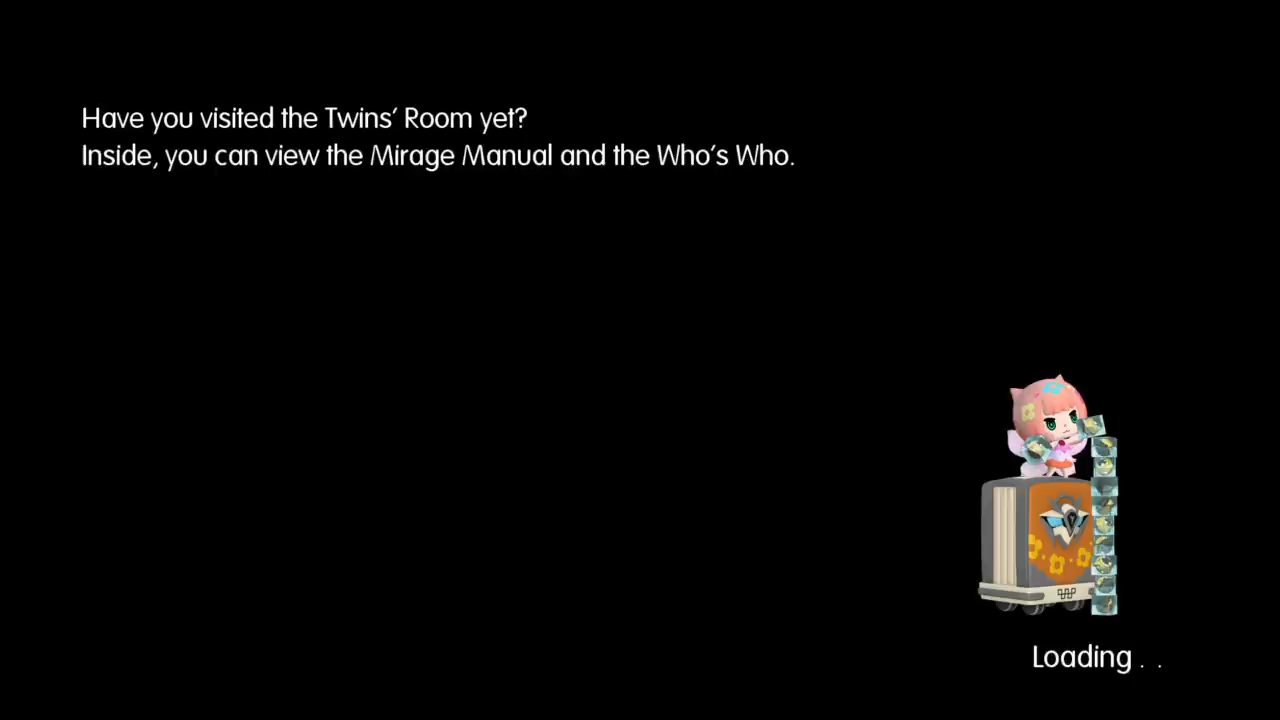 Have you visited the Twins' Room yet?
Inside, you can view the Mirage Manual and the Who's Who.
Loading . .